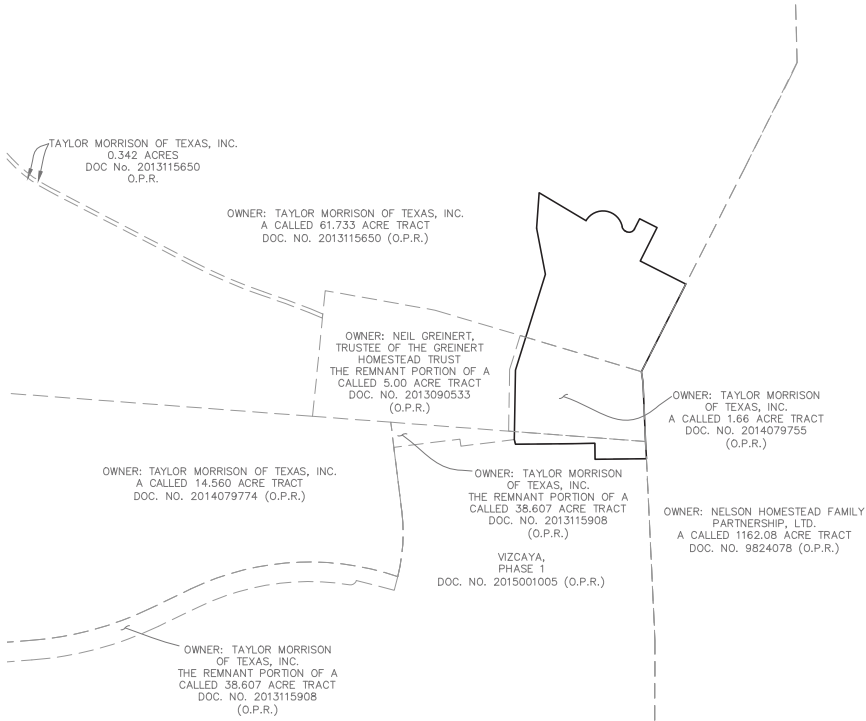 TAYLOR MORRISON OF TEXAS, INC.
0.342 ACRES
DOC No. 2013115650
O.P.R.
OWNER: TAYLOR MORRISON OF TEXAS, INC.
A CALLED 61.733 ACRE TRACT
DOC. NO. 2013115650 (O.P.R.)
OWNER: NEIL GREINERT,
TRUSTEE OF THE GREINERT
HOMESTEAD TRUST
THE REMNANT PORTION OF A
CALLED 5.00 ACRE TRACT
DOC. NO. 2013090533
(O.P.R.)
OWNER: TAYLOR MORRISON
OF TEXAS, INC.
A CALLED 1.66 ACRE TRACT
DOC. NO. 2014079755
(O.P.R.)
OWNER: TAYLOR MORRISON OF TEXAS, INC.
A CALLED 14.560 ACRE TRACT
DOC. NO. 2014079774 (O.P.R.)
OWNER: TAYLOR MORRISON
OF TEXAS, INC.
THE REMNANT PORTION OF A
CALLED 38.607 ACRE TRACT
DOC. NO. 2013115908
(O.P.R.)
OWNER: NELSON HOMESTEAD FAMILY
PARTNERSHIP, LTD.
A CALLED 1162.08 ACRE TRACT
DOC. NO. 9824078 (O.P.R.)
VIZCAYA,
PHASE 1
DOC. NO. 2015001005 (O.P.R.)
OWNER: TAYLOR MORRISON
OF TEXAS, INC.
THE REMNANT PORTION OF A
CALLED 38.607 ACRE TRACT
DOC. NO. 2013115908
(O.P.R.)